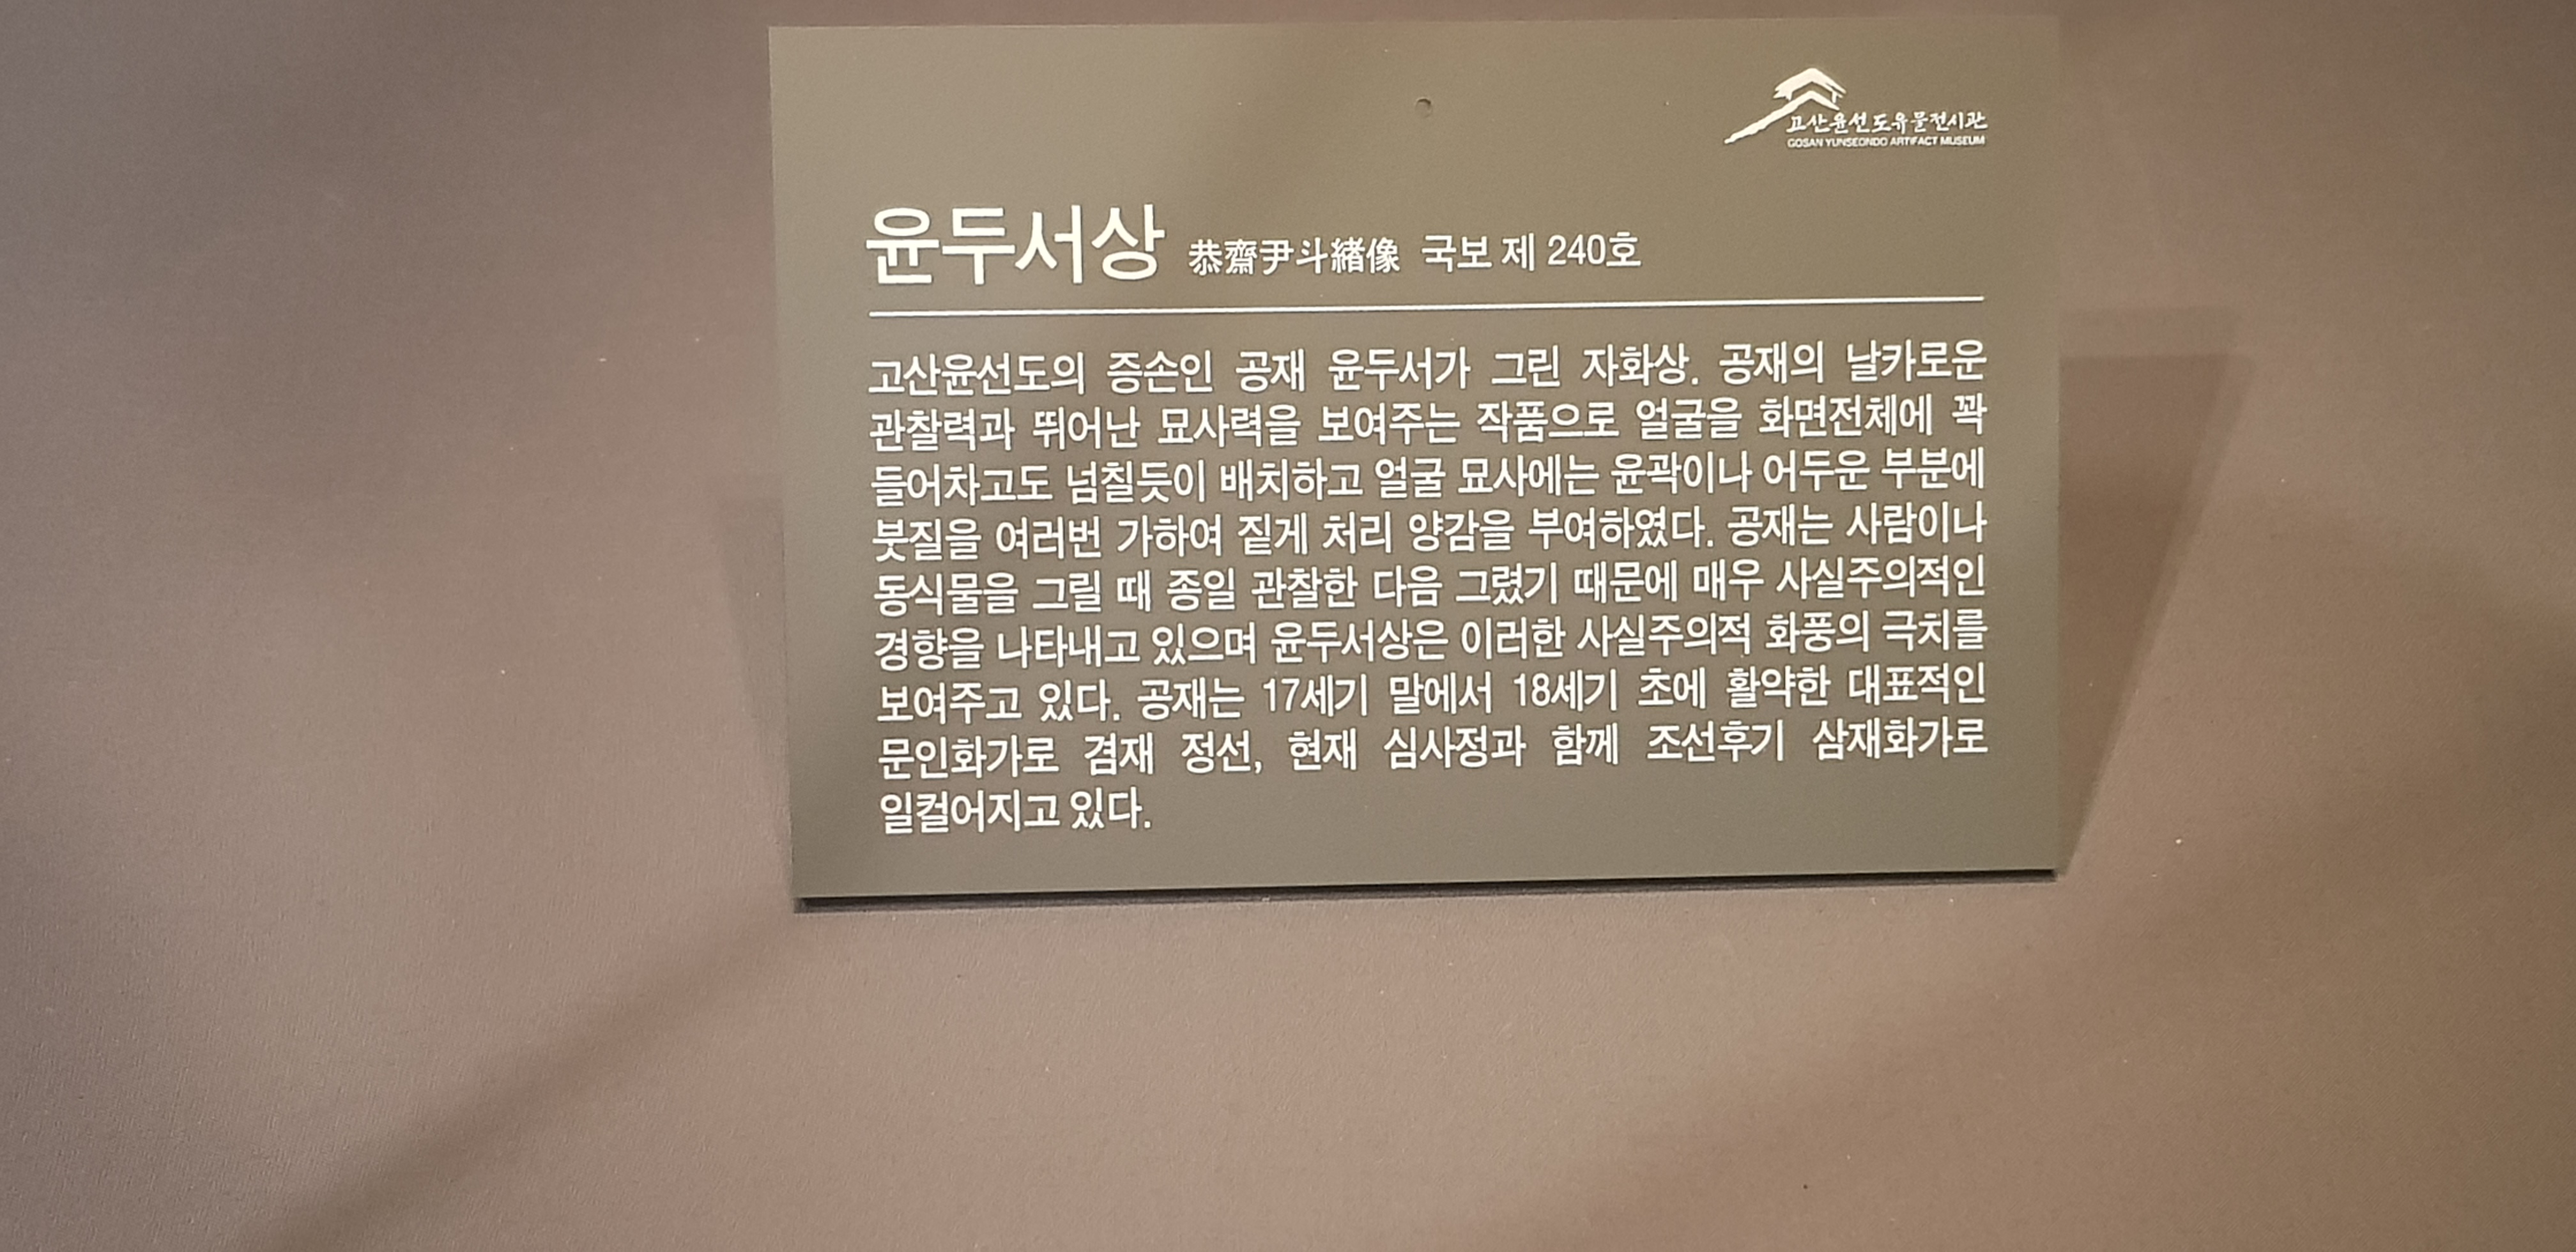 고산윤선도유물전시관
GOSAN YUNSEONDO ARTIFACT MUSEUM
윤두서상 恭齋尹斗緖像 국보 제 240호
고산윤선도의 증손인 공재 윤두서가 그린 자화상. 공재의 날카로운
관찰력과 뛰어난 묘사력을 보여주는 작품으로 얼굴을 화면전체에 꽉
들어차고도 넘칠듯이 배치하고 얼굴 묘사에는 윤곽이나 어두운 부분에
붓질을 여러번 가하여 짙게 처리 양감을 부여하였다. 공재는 사람이나
동식물을 그릴 때 종일 관찰한 다음 그렸기 때문에 매우 사실주의적인
경향을 나타내고 있으며 윤두서상은 이러한 사실주의적 화풍의 극치를
보여주고 있다. 공재는 17세기 말에서 18세기 초에 활약한 대표적인
문인화가로 겸재 정선, 현재 심사정과 함께 조선후기 삼재화가로
일컬어지고 있다.